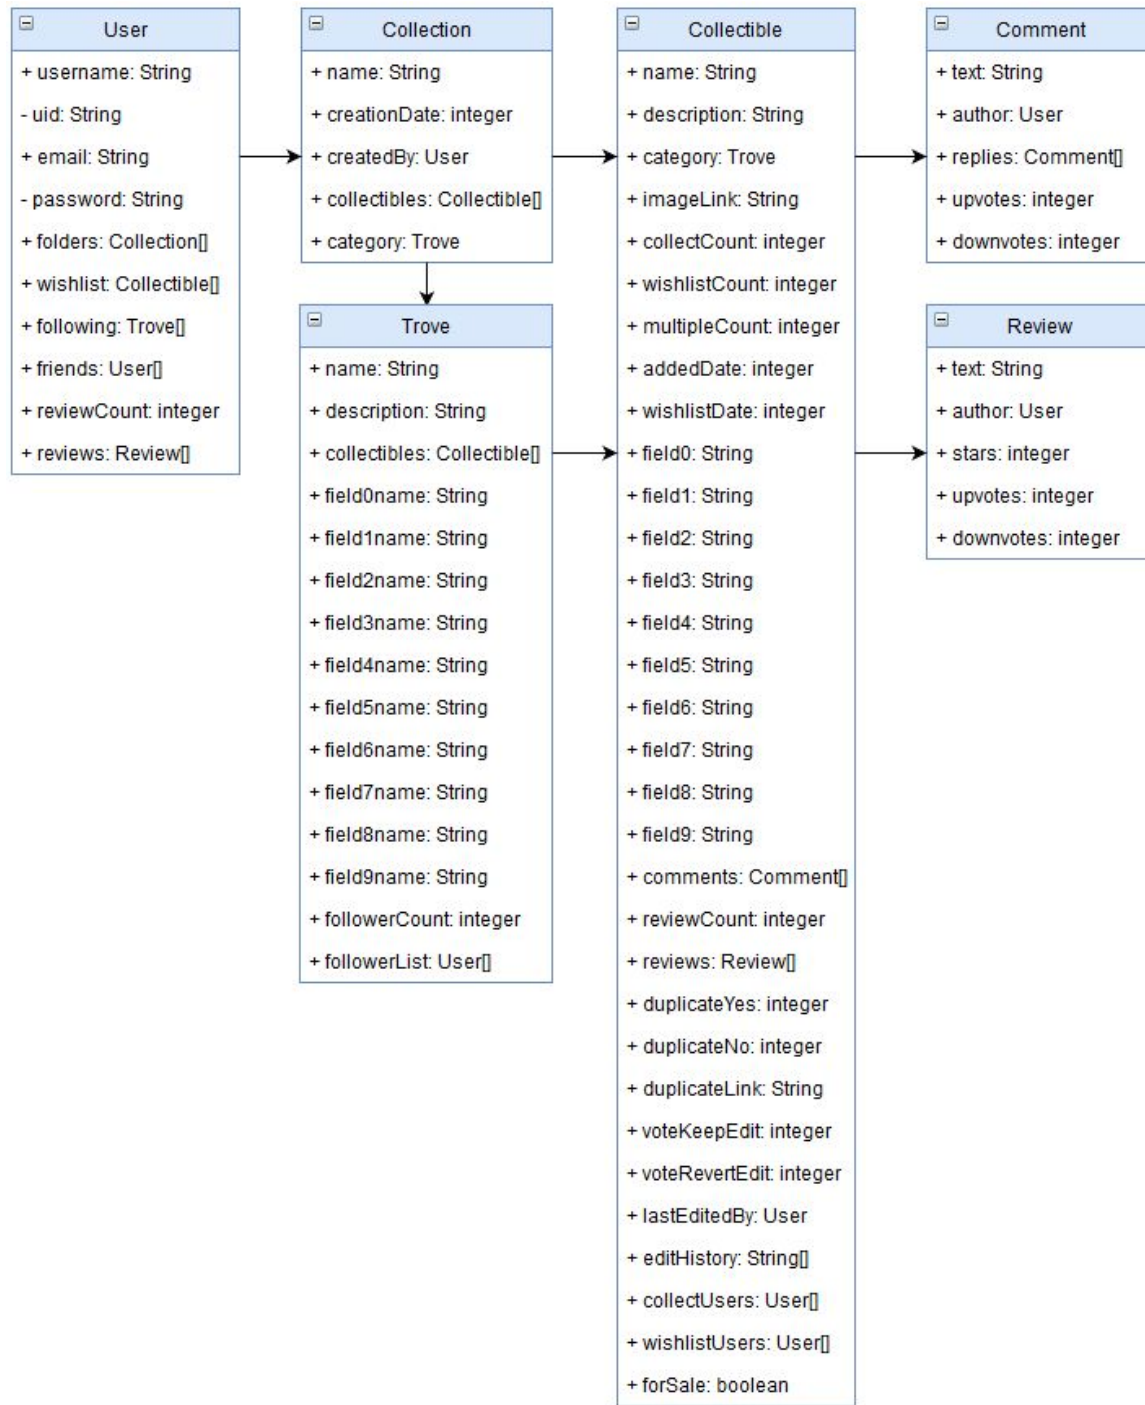 User
+ username: String
- uid: String
+ email: String
- password: String
+ folders: Collection[]
+ wishlist: Collectible[]
+ following: Trove[]
+ friends: User[]
+ reviewCount: integer
+ reviews: Review[]
Collection
+ name: String
+ creationDate: integer
+ createdBy: User
+ collectibles: Collectible[]
+ category: Trove
Trove
+ name: String
+ description: String
+ collectibles: Collectible[]
+ field0name: String
+ field1name: String
+ field2name: String
+ field3name: String
+ field4name: String
+ field5name: String
+ field6name: String
+ field7name: String
+ field8name: String
+ field9name: String
+ followerCount: integer
+ followerList: User[]
Collectible
+ name: String
+ description: String
+ category: Trove
+ imageLink: String
+ collectCount: integer
+ wishlistCount: integer
+ multipleCount: integer
+ addedDate: integer
+ wishlistDate: integer
+ field0: String
+ field1: String
+ field2: String
+ field3: String
+ field4: String
+ field5: String
+ field6: String
+ field7: String
+ field8: String
+ field9: String
+ comments: Comment[]
+ reviewCount: integer
+ reviews: Review[]
+ duplicateYes: integer
+ duplicateNo: integer
+ duplicateLink: String
+ voteKeepEdit: integer
+ voteRevertEdit: integer
+ lastEditedBy: User
+ editHistory: String[]
+ collectUsers: User[]
+ wishlistUsers: User[]
+ forSale: boolean
Comment
+ text: String
+ author: User
+ replies: Comment[]
+ upvotes: integer
+ downvotes: integer
Review
+ text: String
+ author: User
+ stars: integer
+ upvotes: integer
+ downvotes: integer